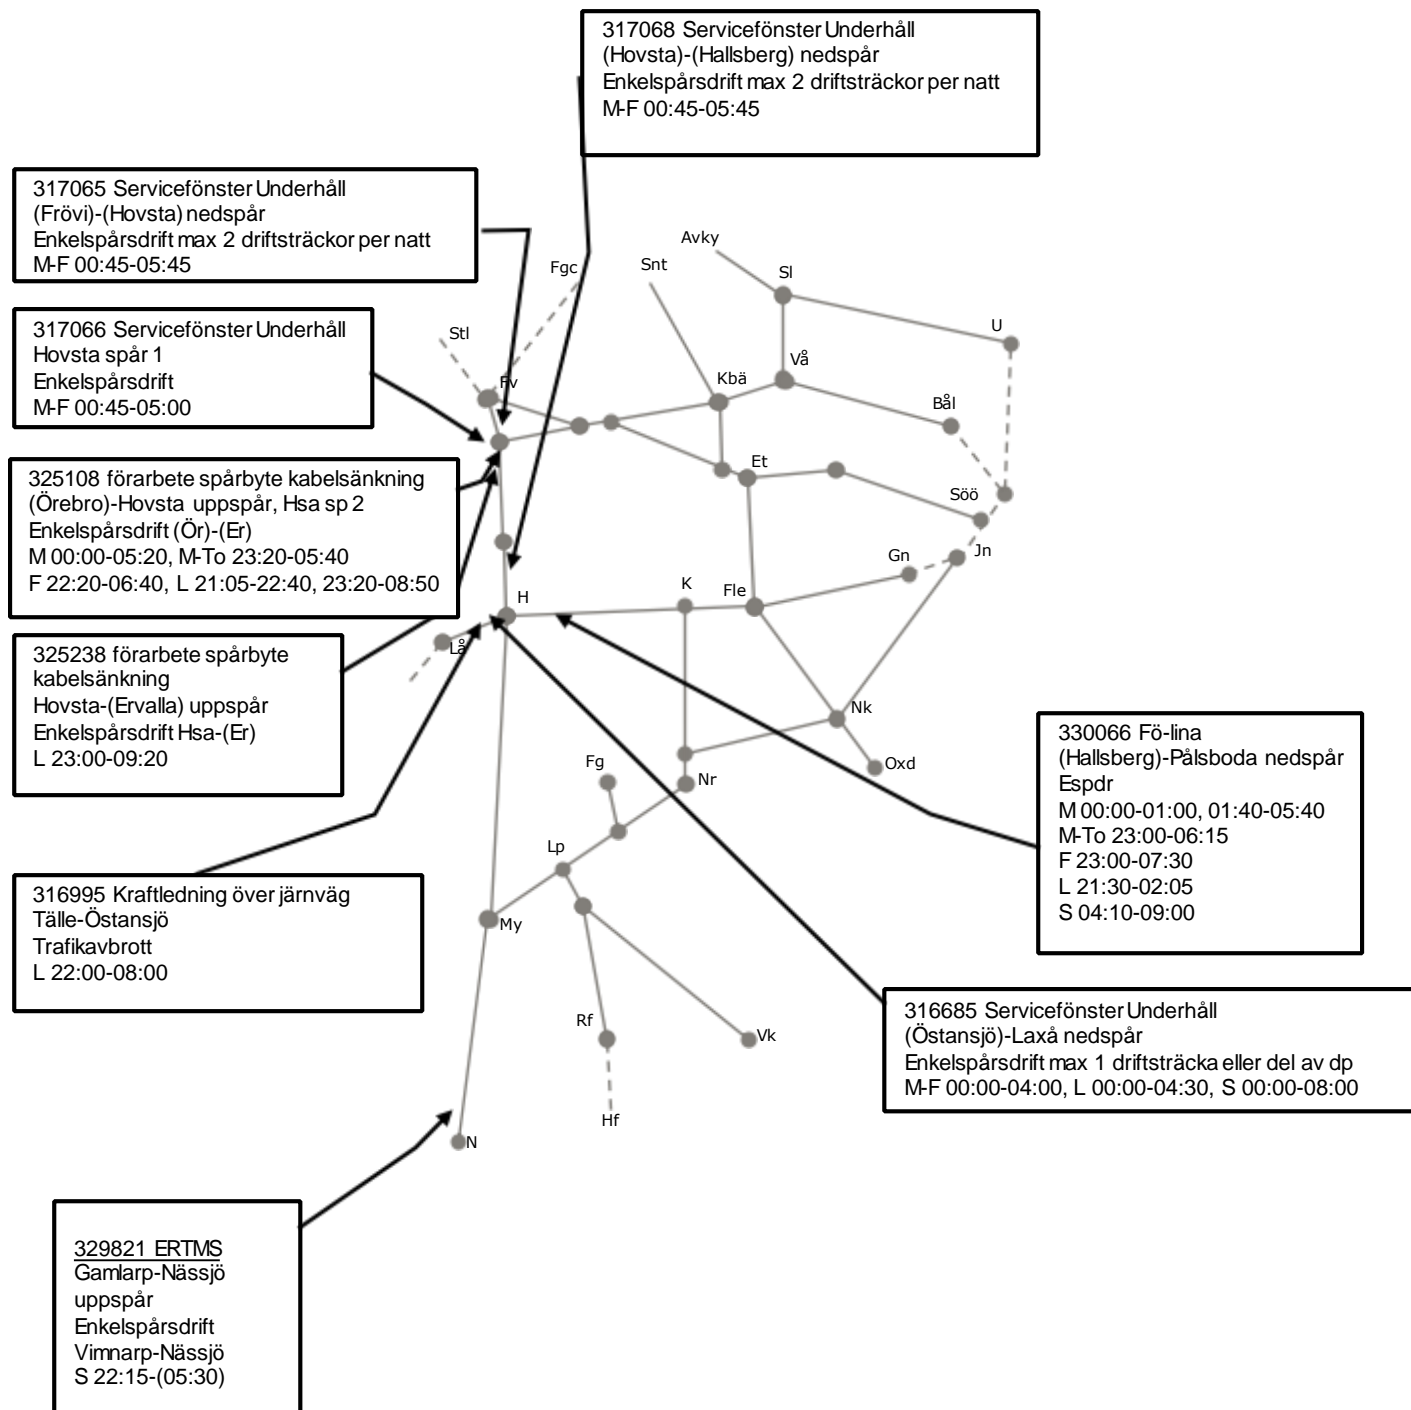 317068 Servicefönster Underhåll
(Hovsta)-(Hallsberg) nedspår
Enkelspårsdrift max 2 driftsträckor per natt
M-F 00:45-05:45
317065 Servicefönster Underhåll
(Frövi)-(Hovsta) nedspår
Enkelspårsdrift max 2 driftsträckor per natt
M-F 00:45-05:45
317066 Servicefönster Underhåll
Hovsta spår 1
Enkelspårsdrift
M-F 00:45-05:00
325108 förarbete spårbyte kabelsänkning
(Örebro)-Hovsta uppspår, Hsa sp 2
Enkelspårsdrift (Ör)-(Er)
M 00:00-05:20, M-To 23:20-05:40
F 22:20-06:40, L 21:05-22:40, 23:20-08:50
325238 förarbete spårbyte
kabelsänkning
Hovsta-(Ervalla) uppspår
Enkelspårsdrift Hsa-(Er)
L 23:00-09:20
316995 Kraftledning över järnväg
Tälle-Östansjö
Trafikavbrott
L 22:00-08:00
329821 ERTMS
Gamlarp-Nässjö
uppspår
Enkelspårsdrift
Vimnarp-Nässjö
S 22:15-(05:30)
330066 Fö-lina
(Hallsberg)-Pålsboda nedspår
Espdr
M 00:00-01:00, 01:40-05:40
M-To 23:00-06:15
F 23:00-07:30
L 21:30-02:05
S 04:10-09:00
316685 Servicefönster Underhåll
(Östansjö)-Laxå nedspår
Enkelspårsdrift max 1 driftsträcka eller del av dp
M-F 00:00-04:00, L 00:00-04:30, S 00:00-08:00
Avky
Snt
Fgc
Sl
U
Stl
Vå
Kbä
Fv
Bål
Et
Söö
Jn
Gn
K
Fle
H
Lå
Nk
Oxd
Fg
Nr
Lp
My
Rf
Vk
Hf
N